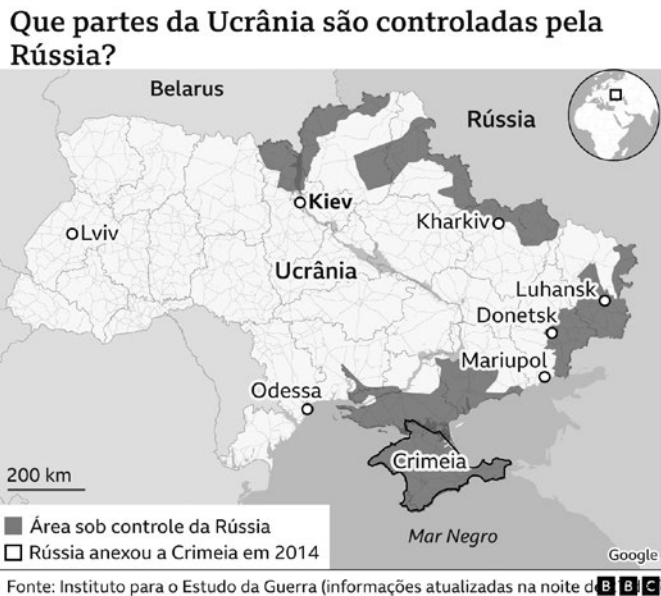 Que partes da Ucrânia são controladas pela
Rússia?
Belarus
Rússia
Kiev
Kharkiv
Lviv
Ucrânia
Luhansk
Donetsk
Mariupol
Odessa
Crimeia
200 km
Área sob controle da Rússia
Mar Negro
Rússia anexou a Crimeia em 2014
Google
Fonte: Instituto para o Estudo da Guerra (informações atualizadas na noite
BBC